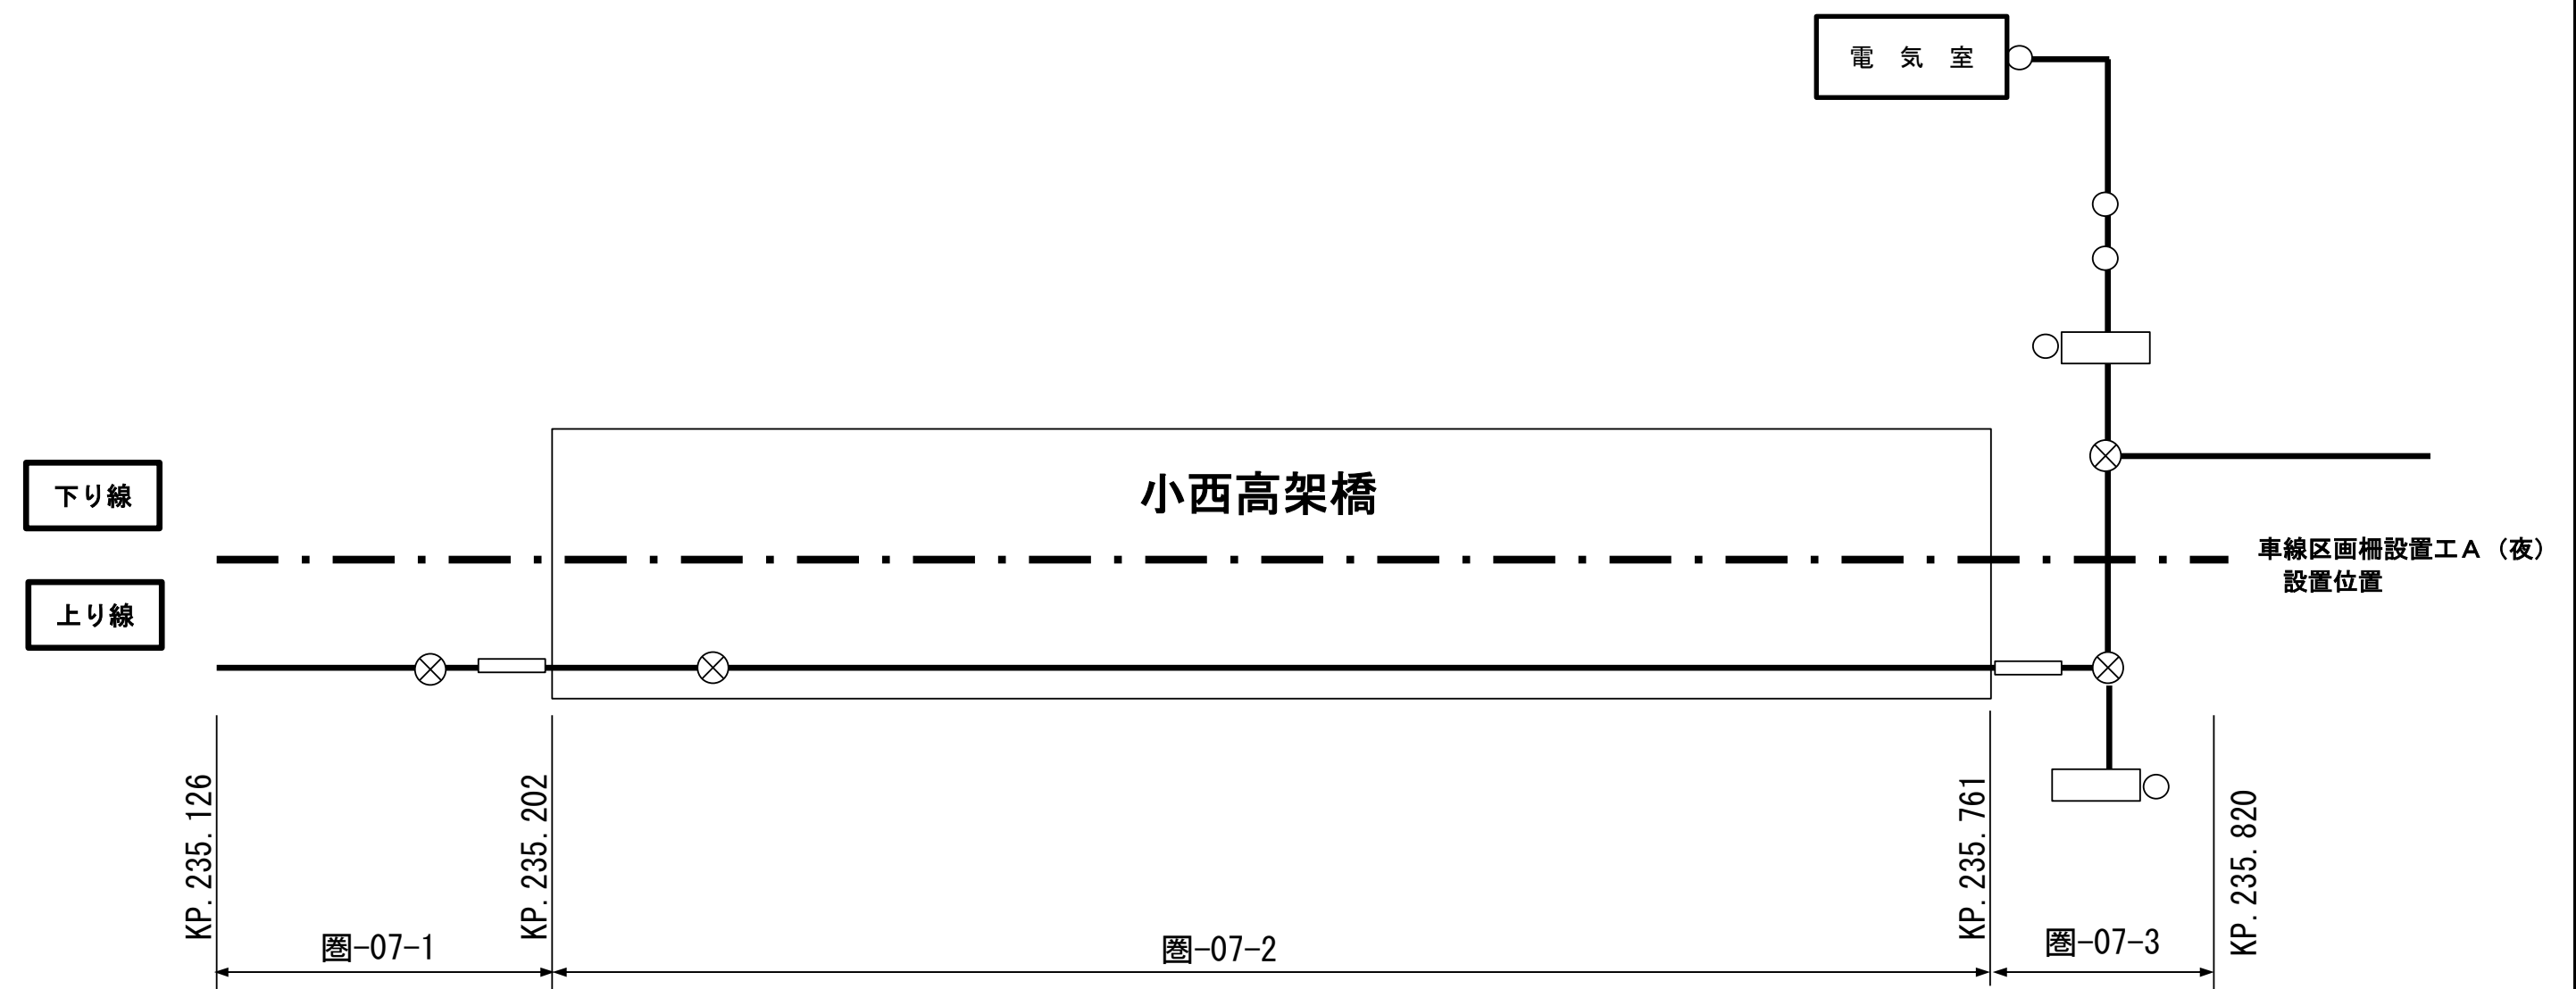 電　気　室
小西高架橋
下り線
車線区画柵設置工Ａ（夜）
設置位置
上り線
KP.235.126
KP.235.202
KP.235.761
KP.235.820
圏-07-1
圏-07-2
圏-07-3